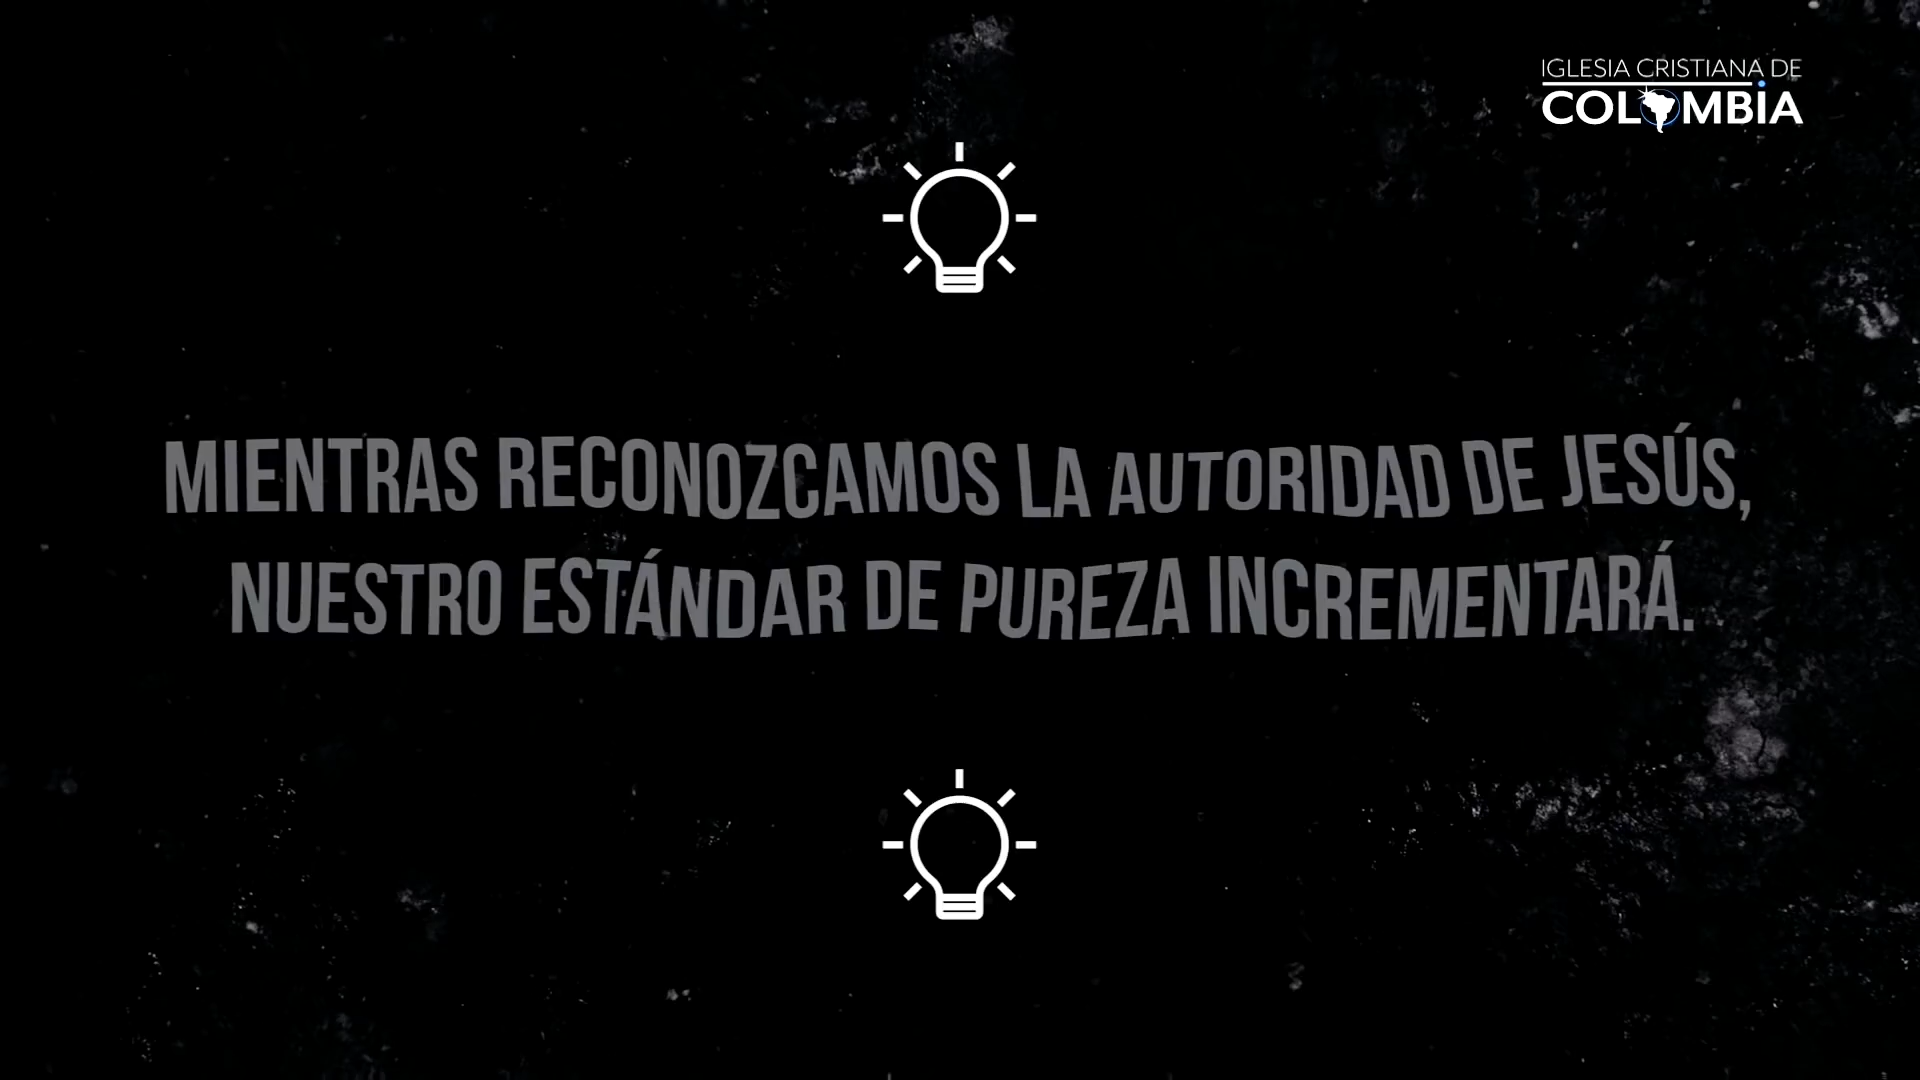 IGLESIA CRISTIANA DE
COLOMBIA
MIENTRAS RECONOZCAMOS LA AUTORIDAD DE JESÚS,
NUESTRO ESTÁNDAR DE PUREZA INCREMENTARÁ.